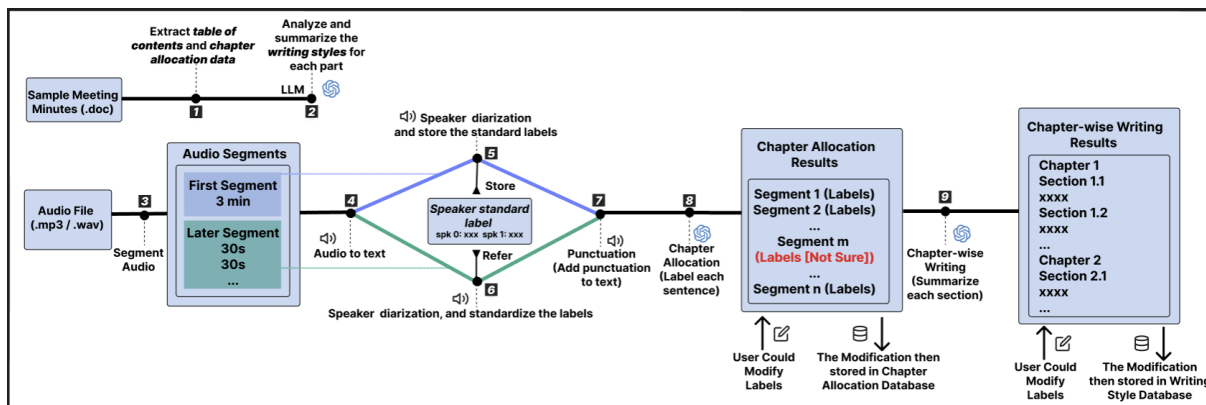 Extract table of
contents and chapter
allocation data
Analyze and
summarize the
writing styles for
each part
LLM
Sample Meeting
Minutes (.doc)
1
2
Audio File
(.mp3 / .wav)
3
Segment
Audio
Audio Segments
First Segment
3 min
Later Segment
30s
30s
...
4
Audio to text
Speaker diarization
and store the standard labels
5
Store
Speaker standard
label
spk 0: xxx spk 1: xxx
Refer
6
Speaker diarization, and standardize the labels
7
Punctuation
(Add punctuation
to text)
8
Chapter
Allocation
(Label each
sentence)
Chapter Allocation
Results
Segment 1 (Labels)
Segment 2 (Labels)
...
Segment m
(Labels [Not Sure])
...
Segment n (Labels)
User Could
Modify
Labels
The Modification then
stored in Chapter
Allocation Database
9
Chapter-wise
Writing
(Summarize
each section)
Chapter-wise Writing
Results
Chapter 1
Section 1.1
xxxx
Section 1.2
xxxx
...
Chapter 2
Section 2.1
xxxx
...
User Could
Modify
Labels
The Modification
then stored in Writing
Style Database